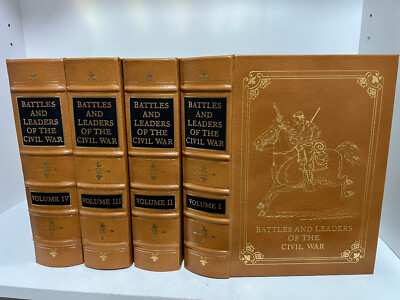 BATTLES
AND
LEADERS
OF THE
CIVIL WAR
VOLUME IV
BATTLES
AND
LEADERS
OF THE
CIVIL WAR
VOLUME III
BATTLES
AND
LEADERS
OF THE
CIVIL WAR
VOLUME II
BATTLES
AND
LEADERS
OF THE
CIVIL WAR
VOLUME I
BATTLES AND LEADERS
OF THE
CIVIL WAR